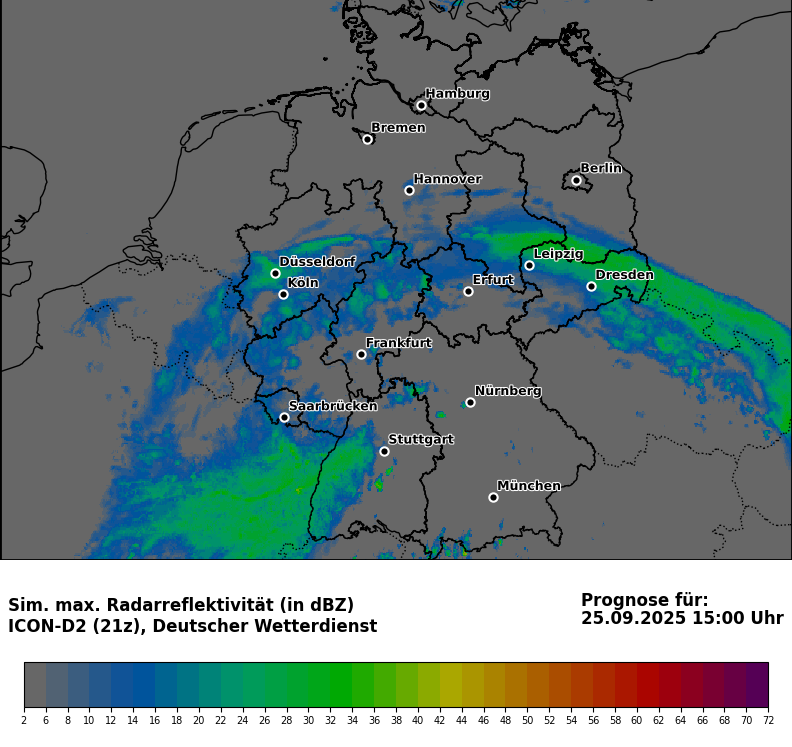 Hamburg
Bremen
Berlin
Hannover
Leipzig
Düsseldorf
Dresden
Köln
Erfurt
Frankfurt
Nürnberg
Saarbrücken
Stuttgart
München
Sim. max. Radarreflektivität (in dBZ)
ICON-D2 (21z), Deutscher Wetterdienst
Prognose für:
25.09.2025 15:00 Uhr
2 6 8 10 12 14 16 18 20 22 24 26 28 30 32 34 36 38 40 42 44 46 48 50 52 54 56 58 60 62 64 66 68 70 72